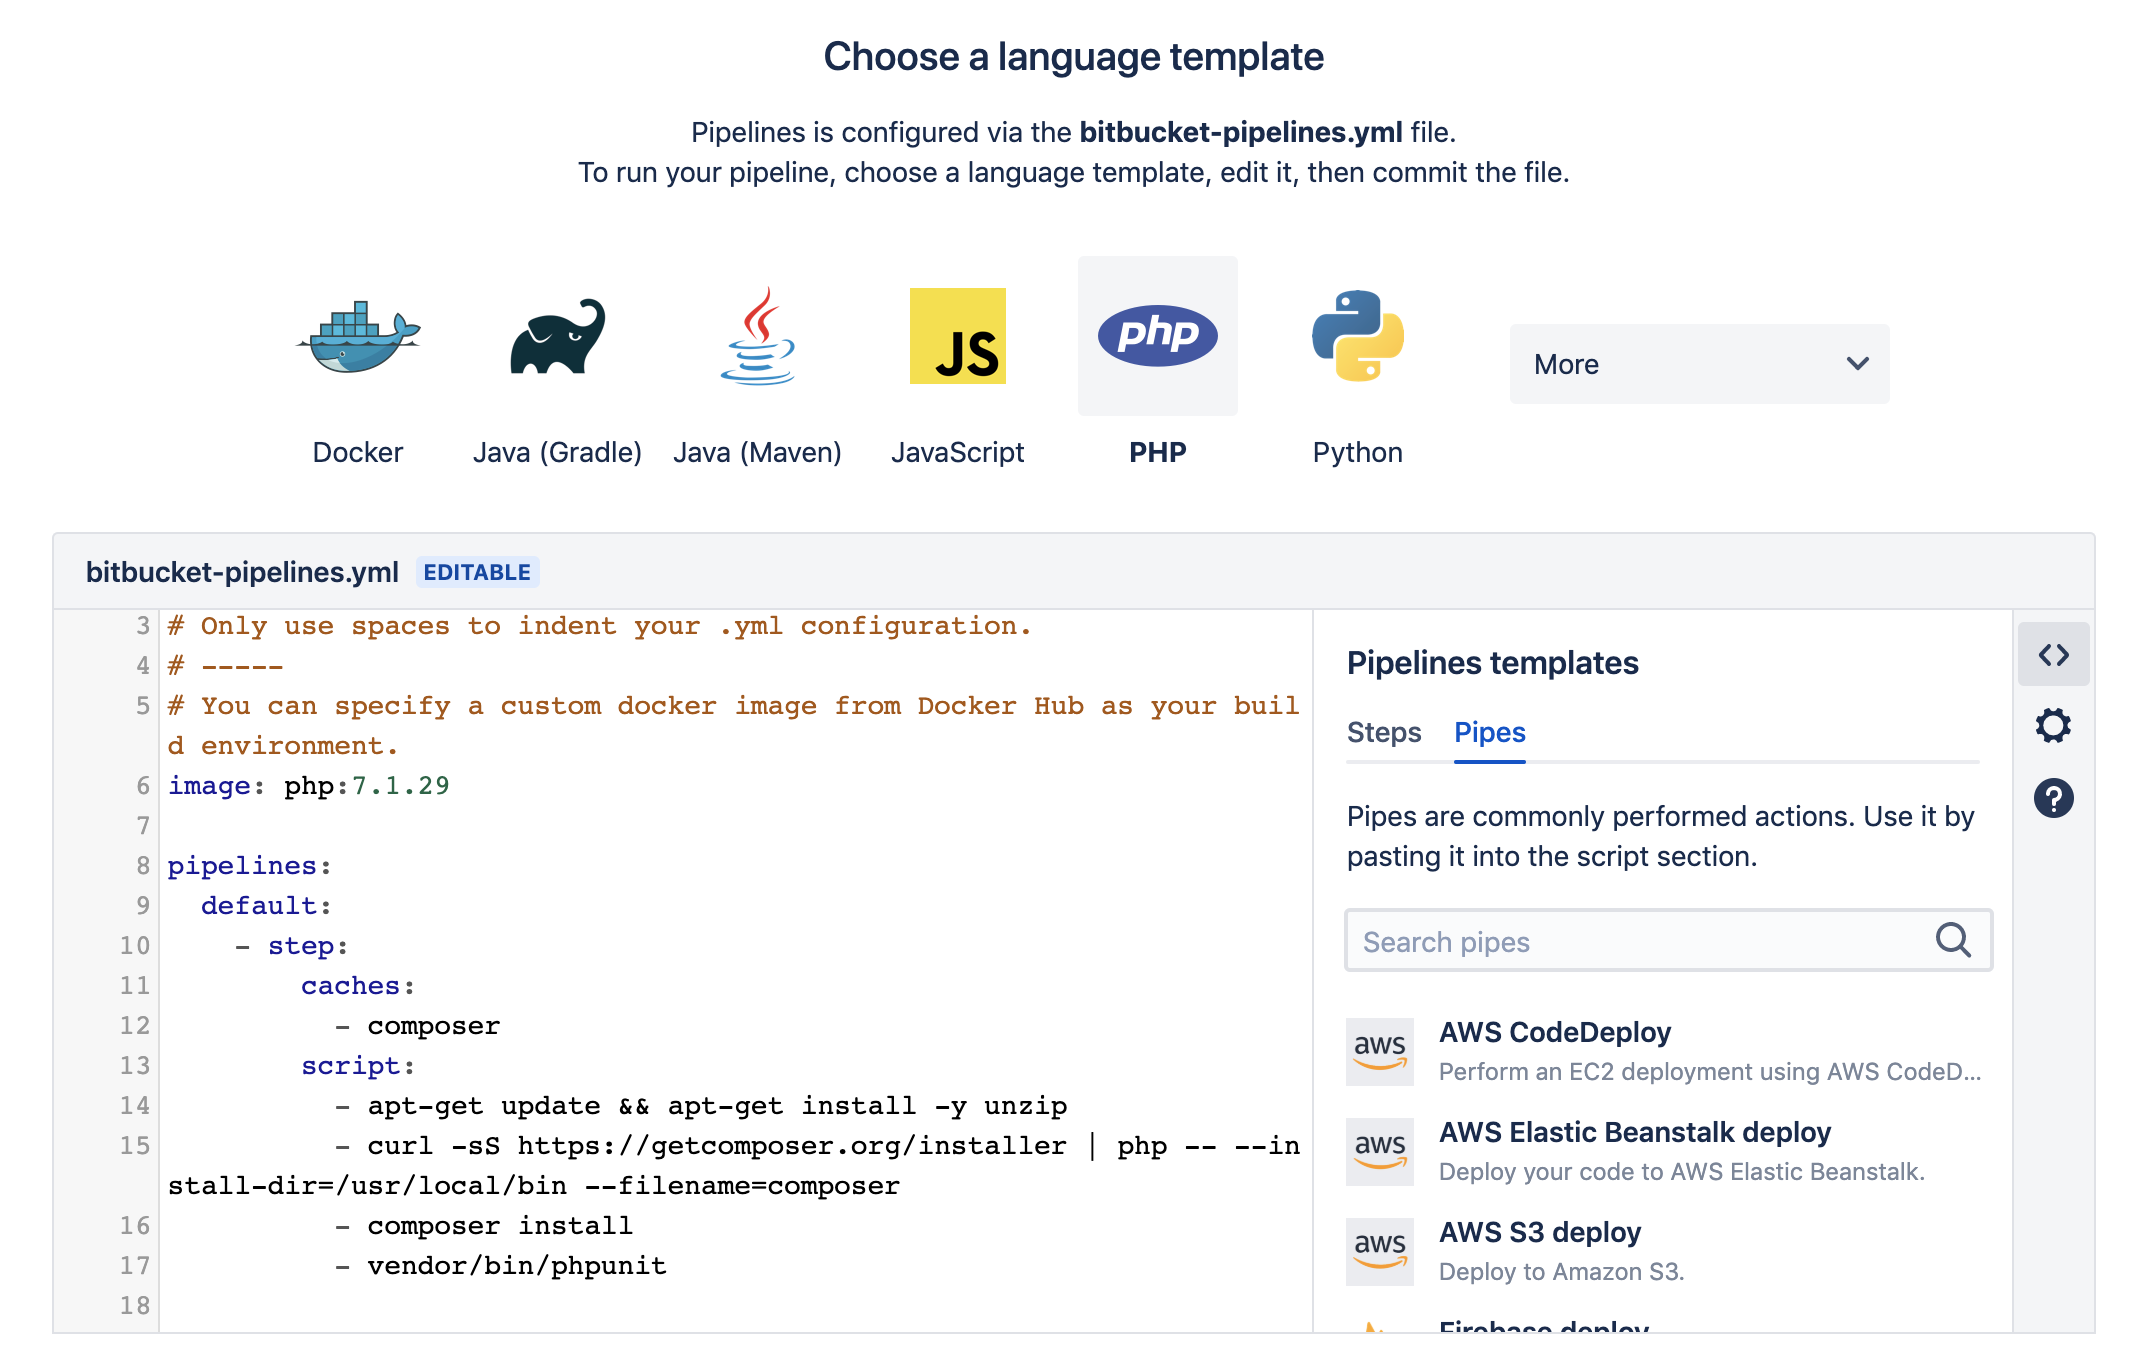 Choose a language template
Pipelines is configured via the bitbucket-pipelines.yml file.
To run your pipeline, choose a language template, edit it, then commit the file.
JS
php
More
Docker
Java (Gradle)
Java (Maven)
JavaScript
PHP
Python
bitbucket-pipelines.yml EDITABLE
3 # Only use spaces to indent your .yml configuration.
4 # -----
5 # You can specify a custom docker image from Docker Hub as your buil
d environment.
6 image: php:7.1.29
7
8 pipelines:
9   default:
10     - step:
11         caches:
12           - composer
13         script:
14           - apt-get update && apt-get install -y unzip
15           - curl -sS https://getcomposer.org/installer | php -- --in
stall-dir=/usr/local/bin --filename=composer
16           - composer install
17           - vendor/bin/phpunit
18
Pipelines templates
Steps Pipes
Pipes are commonly performed actions. Use it by
pasting it into the script section.
Search pipes
aws
AWS CodeDeploy
Perform an EC2 deployment using AWS CodeD...
aws
AWS Elastic Beanstalk deploy
Deploy your code to AWS Elastic Beanstalk.
aws
AWS S3 deploy
Deploy to Amazon S3.
Firebase deploy